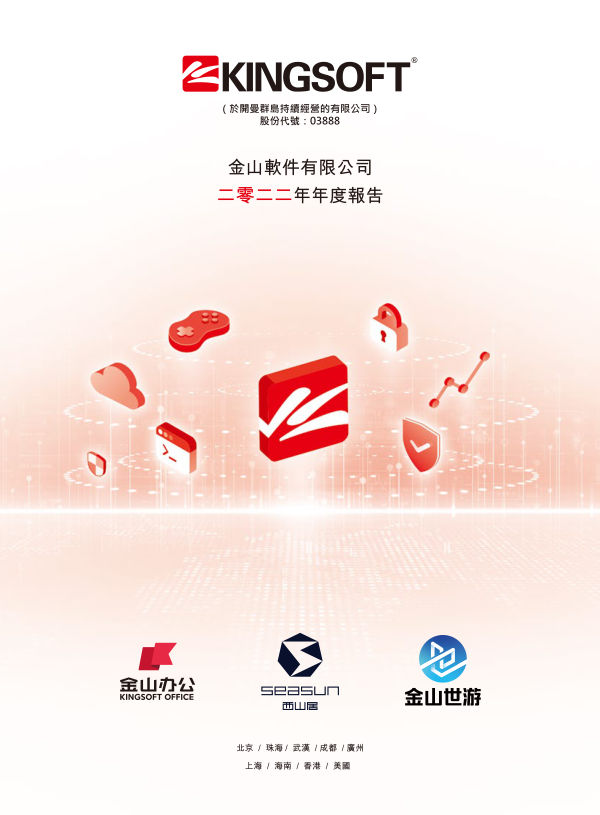 KINGSOFT®
（於開曼群島持續經營的有限公司）
股份代號：03888
金山軟件有限公司
二零二二年年度報告
金山办公
KINGSOFT OFFICE
seasun
西山居
金山世游
北京 / 珠海 / 武漢 / 成都 / 廣州
上海 / 海南 / 香港 / 美國